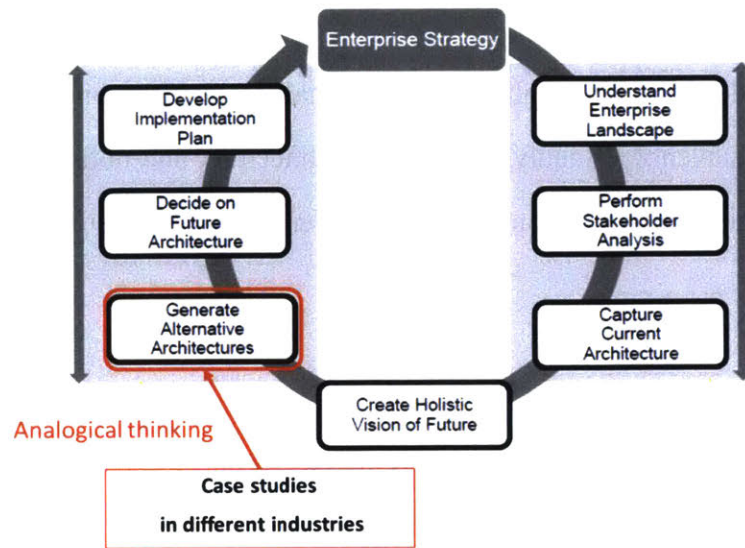 Enterprise Strategy
Develop
Implementation
Plan
Understand
Enterprise
Landscape
Decide on
Future
Architecture
Perform
Stakeholder
Analysis
Generate
Alternative
Architectures
Capture
Current
Architecture
Create Holistic
Vision of Future
Analogical thinking
Case studies
in different industries